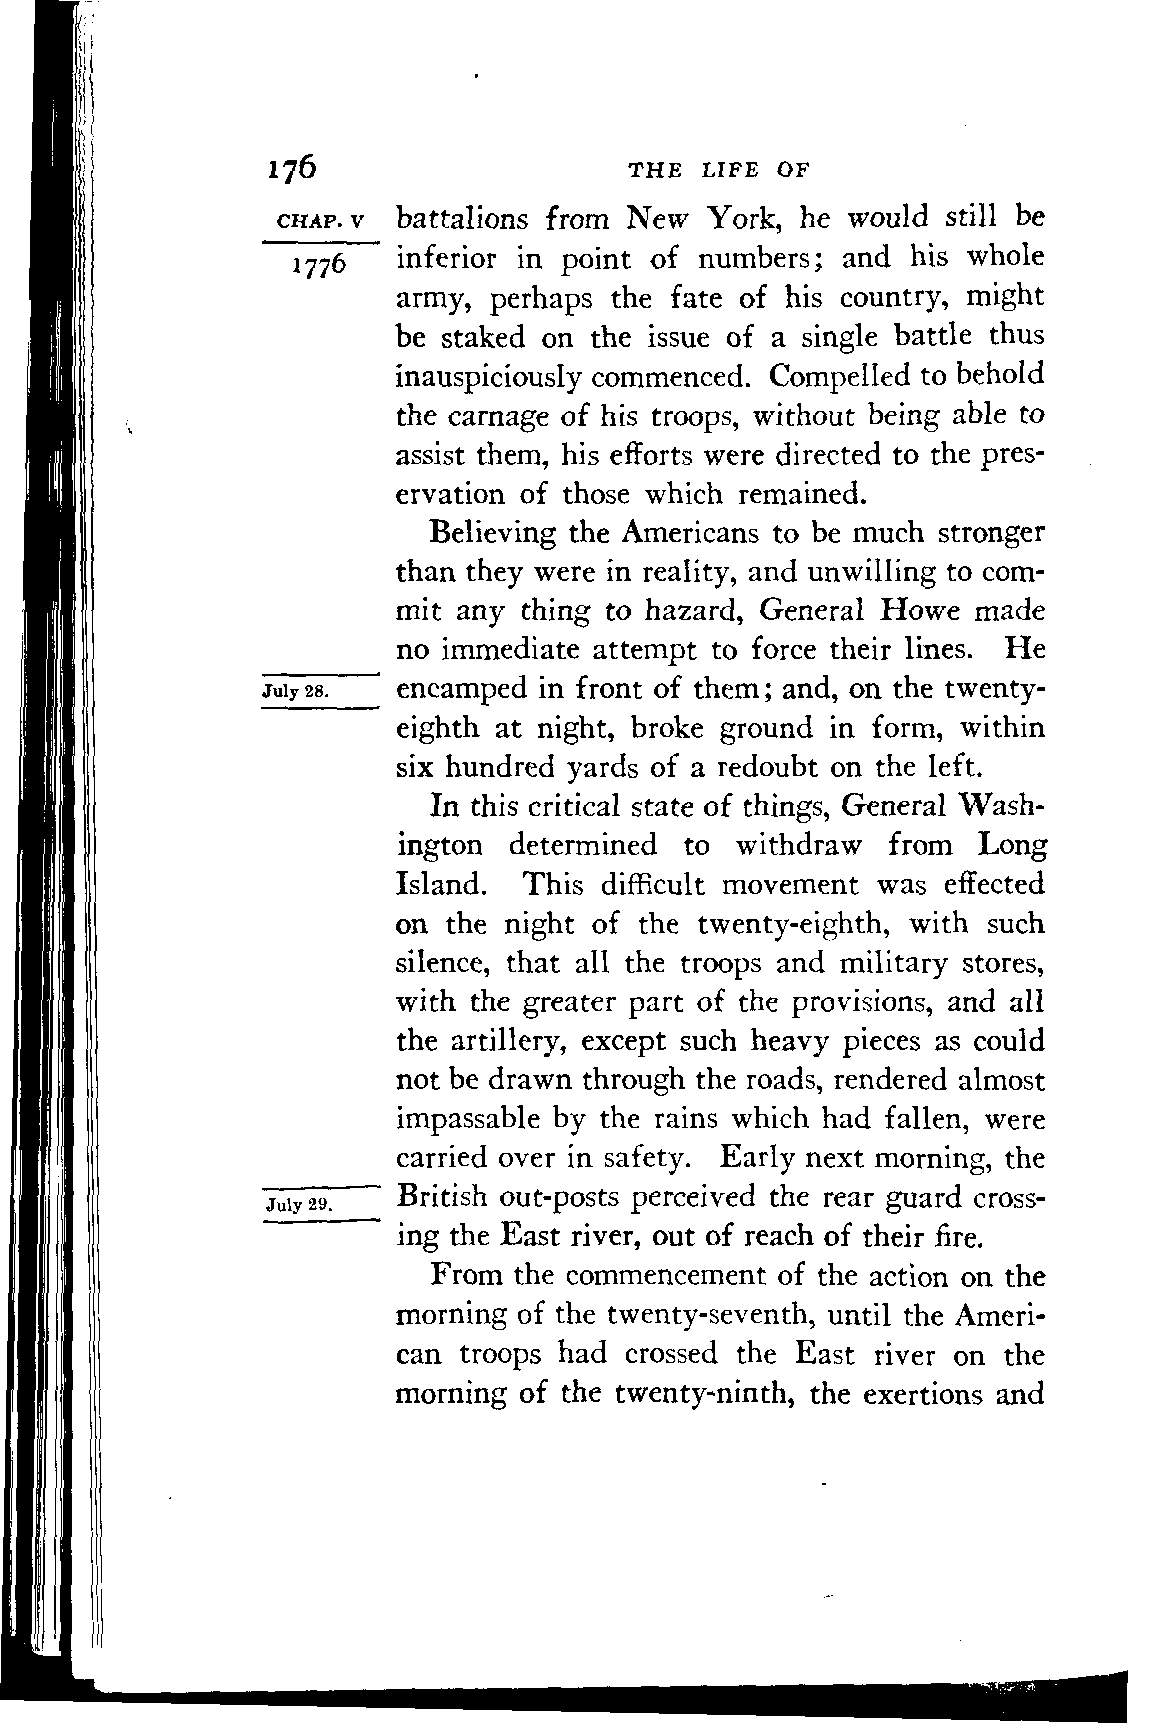 176 THE LIFE OF
CHAP. V battalions from New York, he would still be
1776 inferior in point of numbers; and his whole
army, perhaps the fate of his country, might
be staked on the issue of a single battle thus
inauspiciously commenced. Compelled to behold
the carnage of his troops, without being able to
assist them, his efforts were directed to the pres-
ervation of those which remained.
Believing the Americans to be much stronger
than they were in reality, and unwilling to com-
mit any thing to hazard, General Howe made
no immediate attempt to force their lines. He
July 28. encamped in front of them; and, on the twenty-
eighth at night, broke ground in form, within
six hundred yards of a redoubt on the left.
In this critical state of things, General Wash-
ington determined to withdraw from Long
Island. This difficult movement was effected
on the night of the twenty-eighth, with such
silence, that all the troops and military stores,
with the greater part of the provisions, and all
the artillery, except such heavy pieces as could
not be drawn through the roads, rendered almost
impassable by the rains which had fallen, were
carried over in safety. Early next morning, the
July 29. British out-posts perceived the rear guard cross-
ing the East river, out of reach of their fire.
From the commencement of the action on the
morning of the twenty-seventh, until the Ameri-
can troops had crossed the East river on the
morning of the twenty-ninth, the exertions and